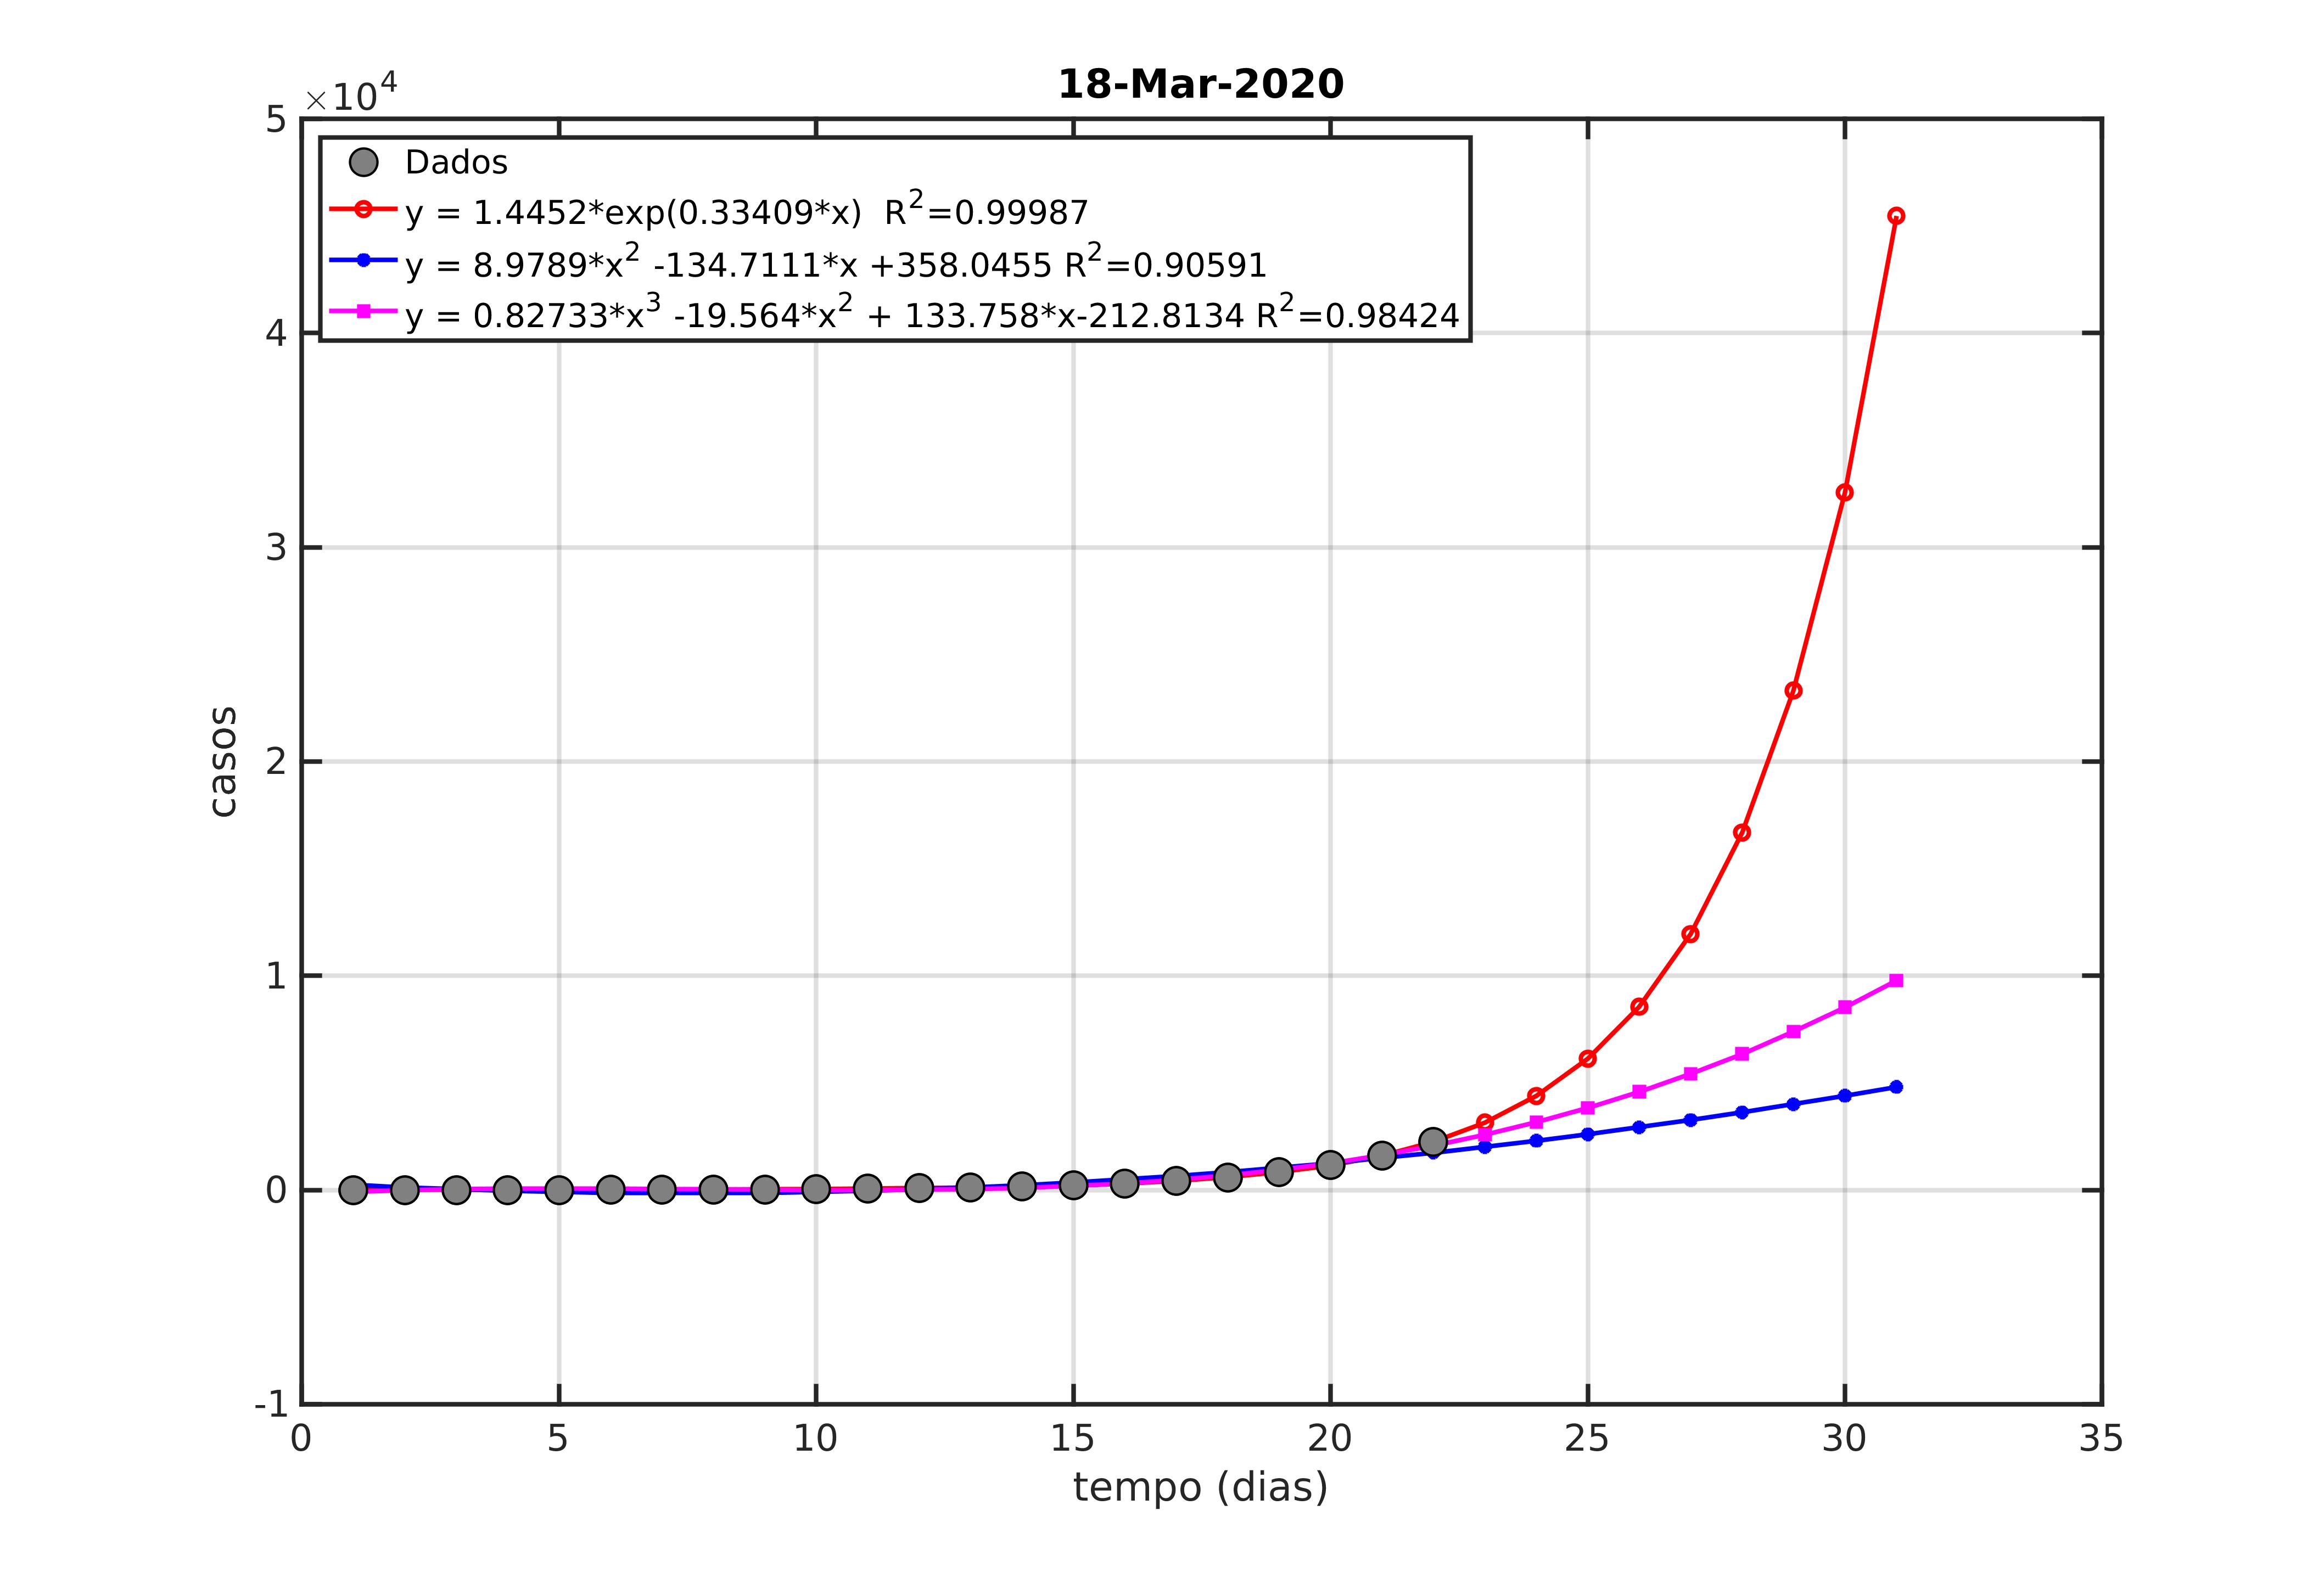 18-Mar-2020
×10^4
Dados
y = 1.4452*exp(0.33409*x) R^2=0.99987
y = 8.9789*x^2 -134.7111*x +358.0455 R^2=0.90591
y = 0.82733*x^3 -19.564*x^2 + 133.758*x-212.8134 R^2=0.98424
5
4
3
2
1
0
-1
casos
0 5 10 15 20 25 30 35
tempo (dias)